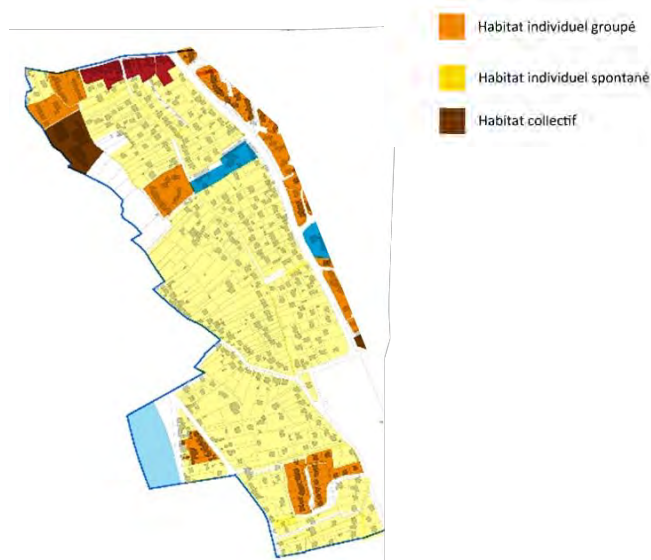 Habitat individuel groupé
Habitat individuel spontané
Habitat collectif